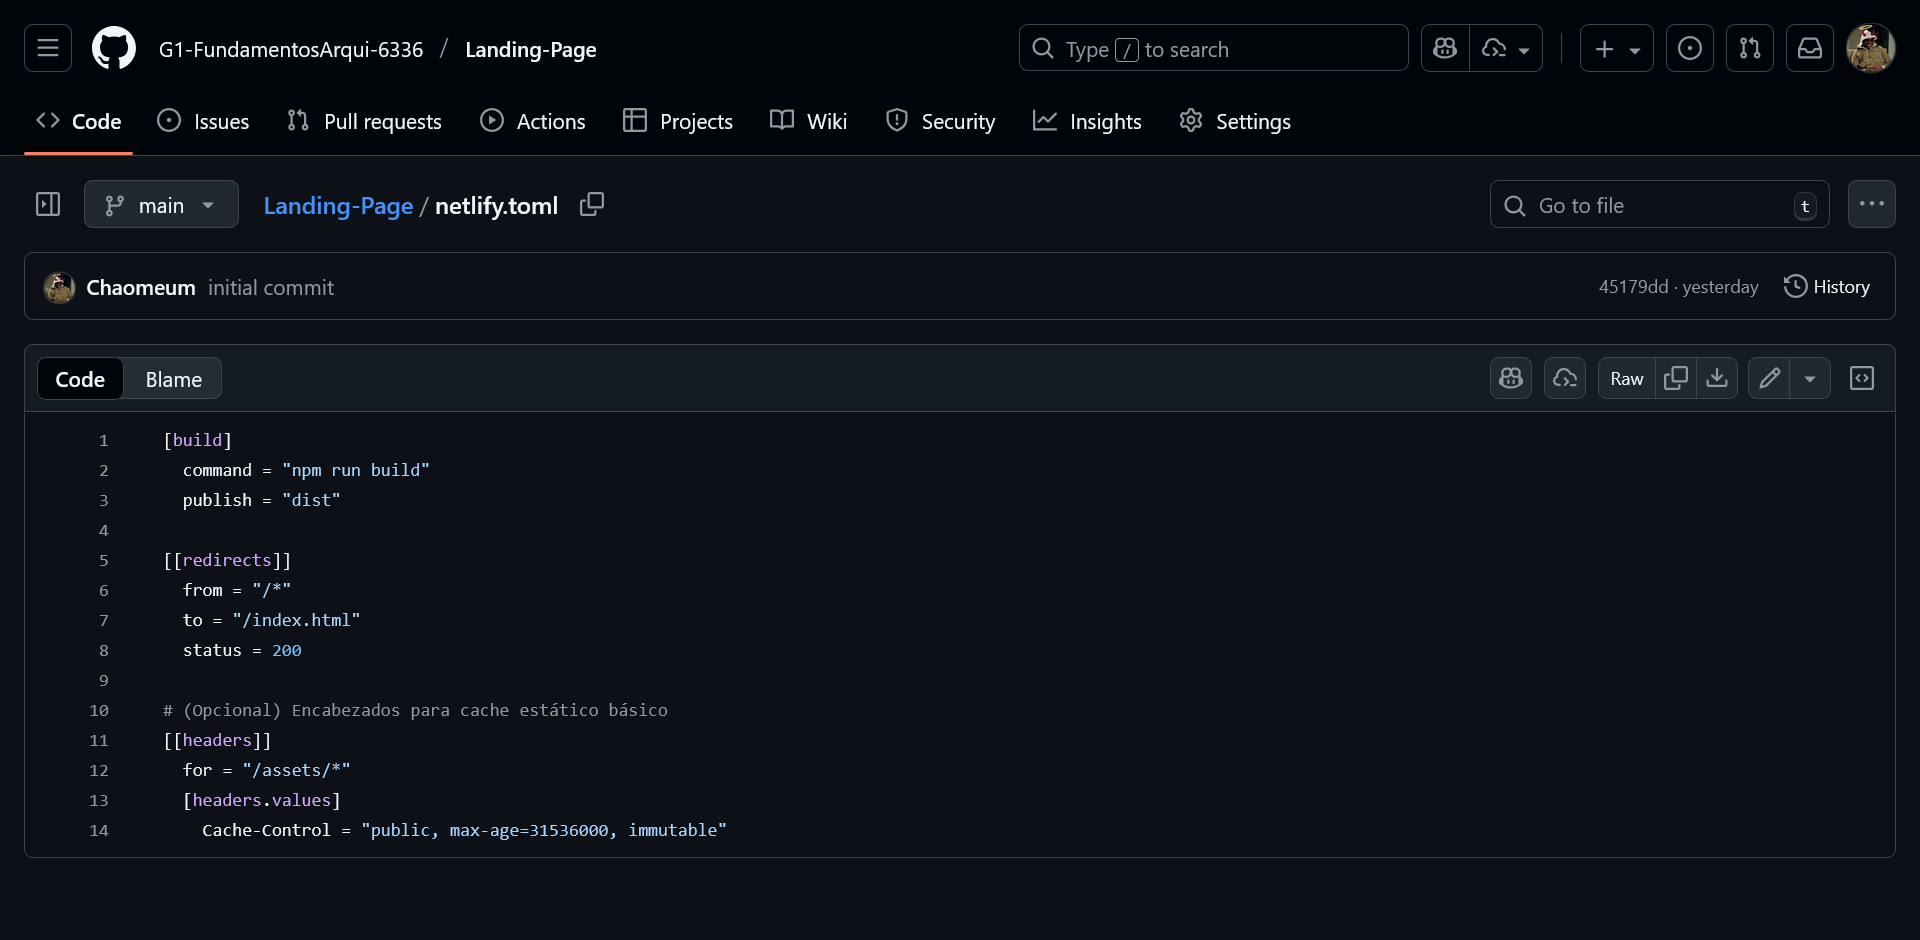 G1-FundamentosArqui-6336 / Landing-Page
Type / to search
Code
Issues
Pull requests
Actions
Projects
Wiki
Security
Insights
Settings
main
Landing-Page / netlify.toml
Go to file
t
Chaomeum initial commit
45179dd · yesterday
History
Code
Blame
Raw
1 [build]
2   command = "npm run build"
3   publish = "dist"
4
5 [[redirects]]
6   from = "/*"
7   to = "/index.html"
8   status = 200
9
10 # (Opcional) Encabezados para cache estático básico
11 [[headers]]
12   for = "/assets/*"
13   [headers.values]
14     Cache-Control = "public, max-age=31536000, immutable"